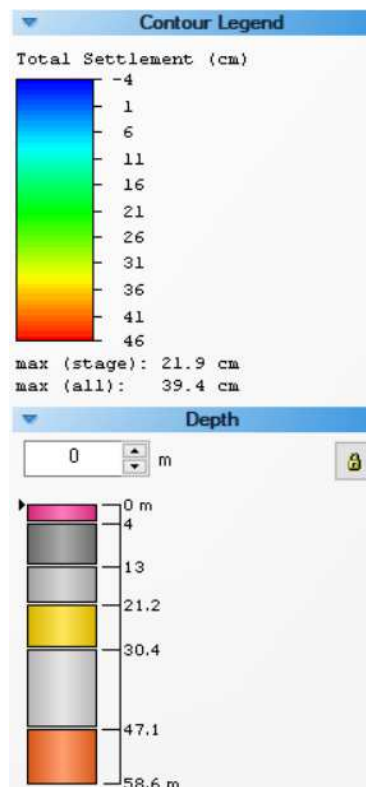 Contour Legend
Total Settlement (cm)
-4
1
6
11
16
21
26
31
36
41
46
max (stage): 21.9 cm
max (all): 39.4 cm
Depth
0 m
0 m
4
13
21.2
30.4
47.1
58.6 m